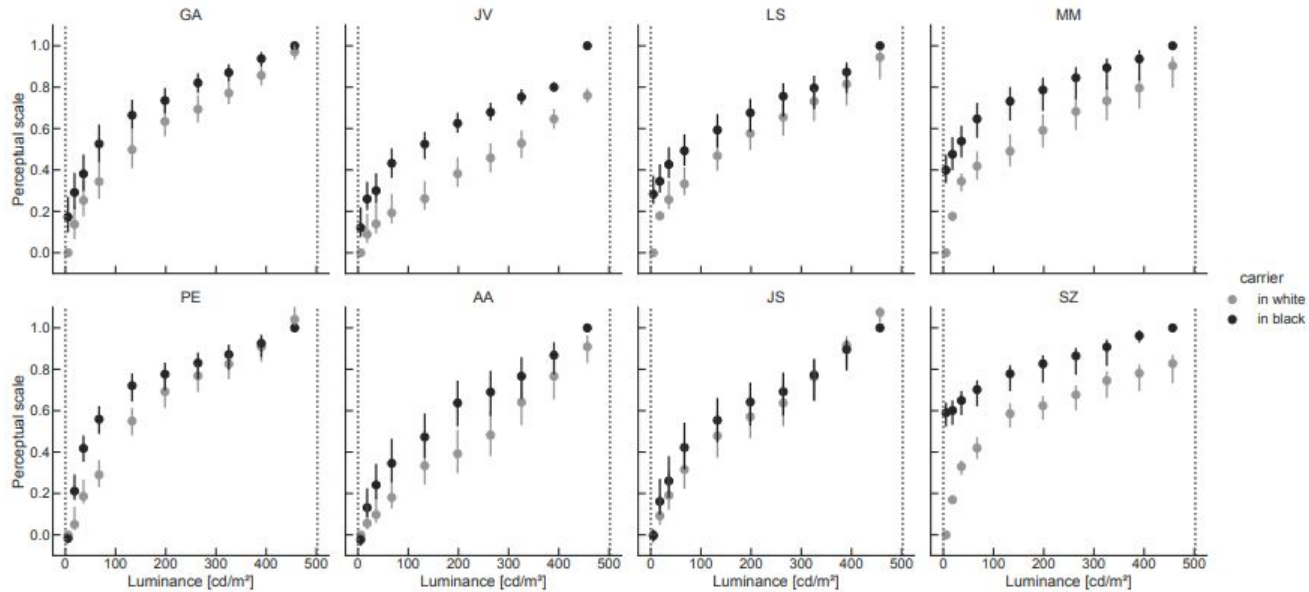 GA JV LS MM
1.0
0.8
0.6
0.4
0.2
0.0
Perceptual scale
carrier
in white
in black
PE AA JS SZ
1.0
0.8
0.6
0.4
0.2
0.0
Perceptual scale
0 100 200 300 400 500 0 100 200 300 400 500 0 100 200 300 400 500 0 100 200 300 400 500
Luminance [cd/m²] Luminance [cd/m²] Luminance [cd/m²] Luminance [cd/m²]